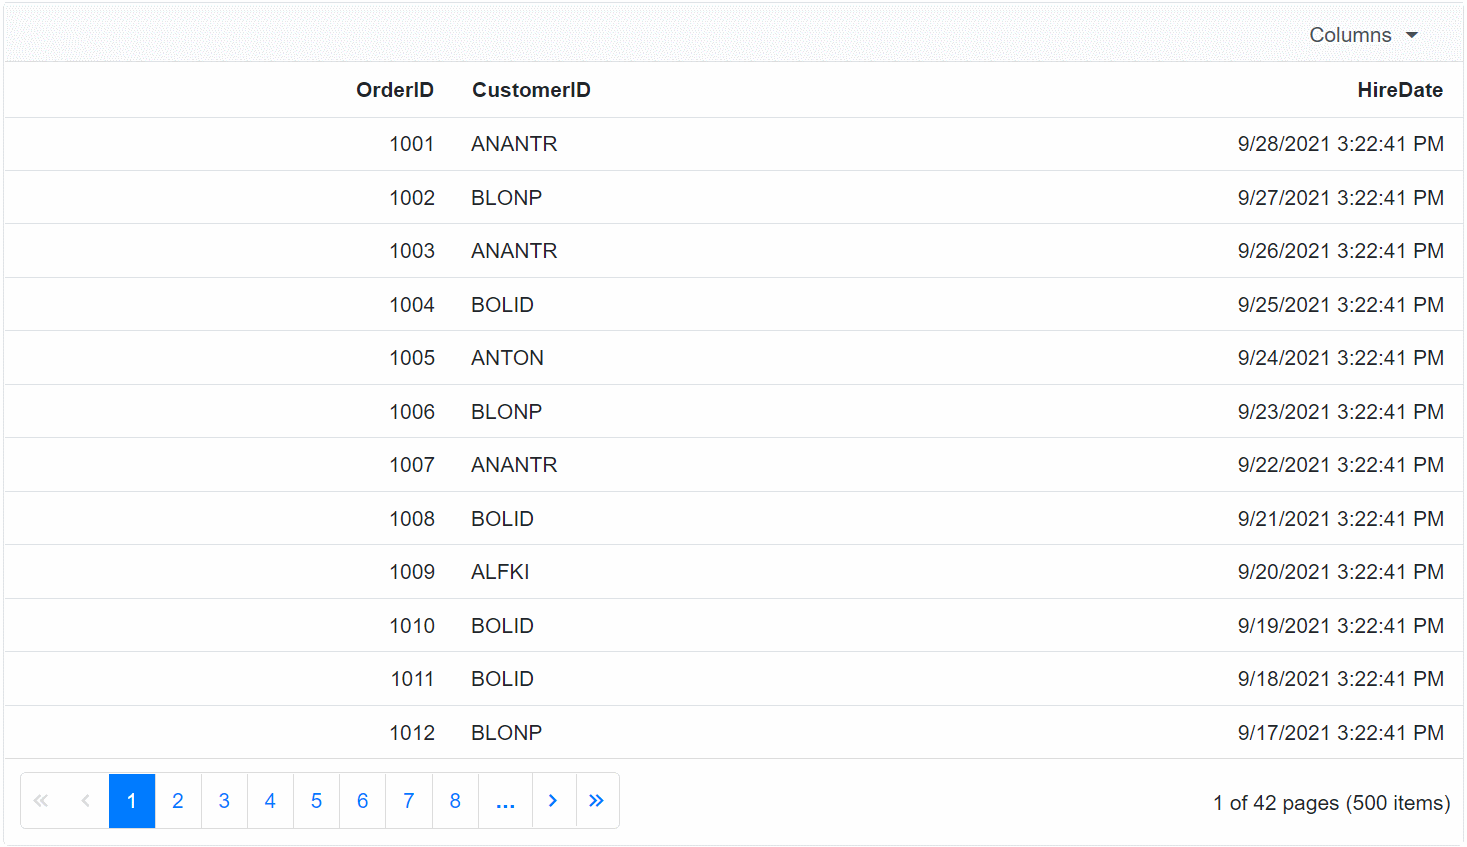 Columns
OrderID CustomerID HireDate
1001 ANANTR 9/28/2021 3:22:41 PM
1002 BLONP 9/27/2021 3:22:41 PM
1003 ANANTR 9/26/2021 3:22:41 PM
1004 BOLID 9/25/2021 3:22:41 PM
1005 ANTON 9/24/2021 3:22:41 PM
1006 BLONP 9/23/2021 3:22:41 PM
1007 ANANTR 9/22/2021 3:22:41 PM
1008 BOLID 9/21/2021 3:22:41 PM
1009 ALFKI 9/20/2021 3:22:41 PM
1010 BOLID 9/19/2021 3:22:41 PM
1011 BOLID 9/18/2021 3:22:41 PM
1012 BLONP 9/17/2021 3:22:41 PM
« ‹ 1 2 3 4 5 6 7 8 ... › » 1 of 42 pages (500 items)